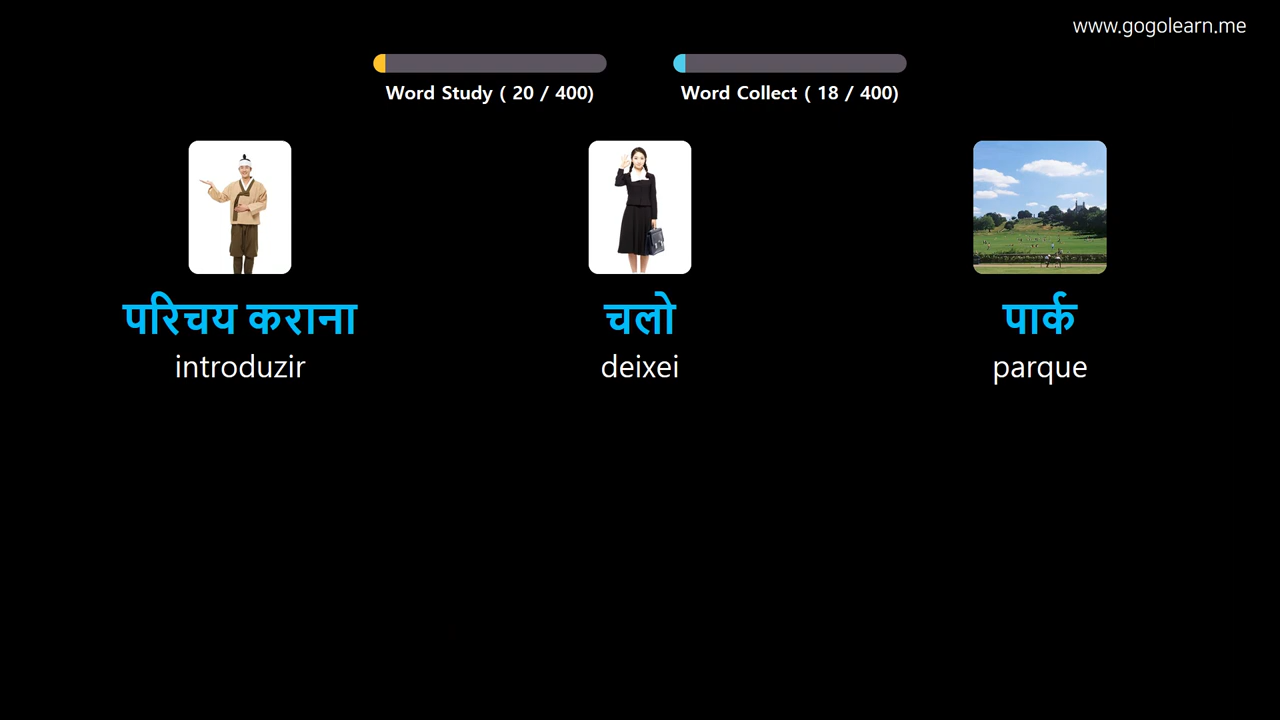 www.gogolearn.me
Word Study ( 20 / 400)
Word Collect ( 18 / 400)
परिचय कराना
introduzir
चलो
deixei
पार्क
parque